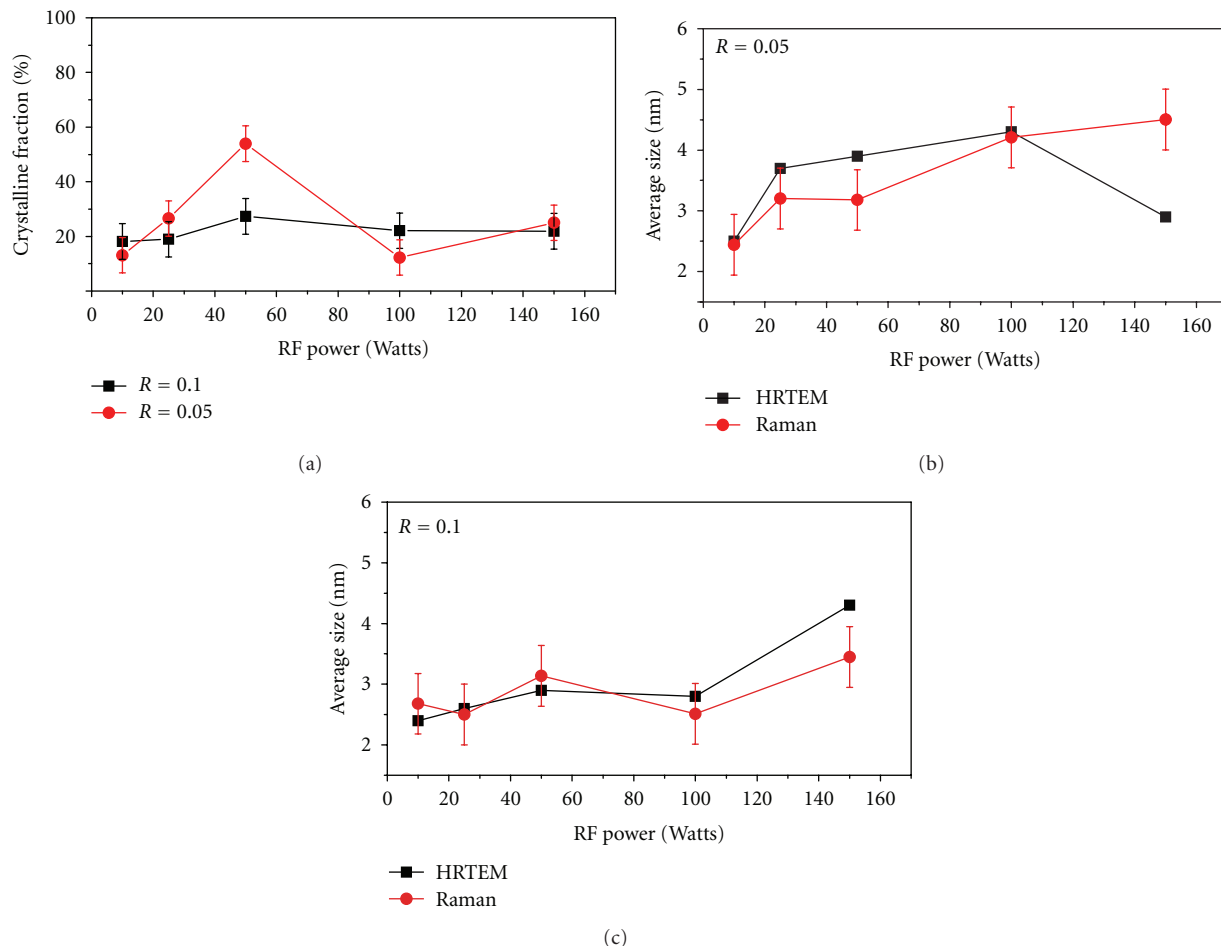 100
80
60
40
20
Crystalline fraction (%)
0 20 40 60 80 100 120 140 160
RF power (Watts)
R = 0.1
R = 0.05
(a)
R = 0.05
6
5
4
3
2
Average size (nm)
0 20 40 60 80 100 120 140 160
RF power (Watts)
HRTEM
Raman
(b)
R = 0.1
6
5
4
3
2
Average size (nm)
0 20 40 60 80 100 120 140 160
RF power (Watts)
HRTEM
Raman
(c)